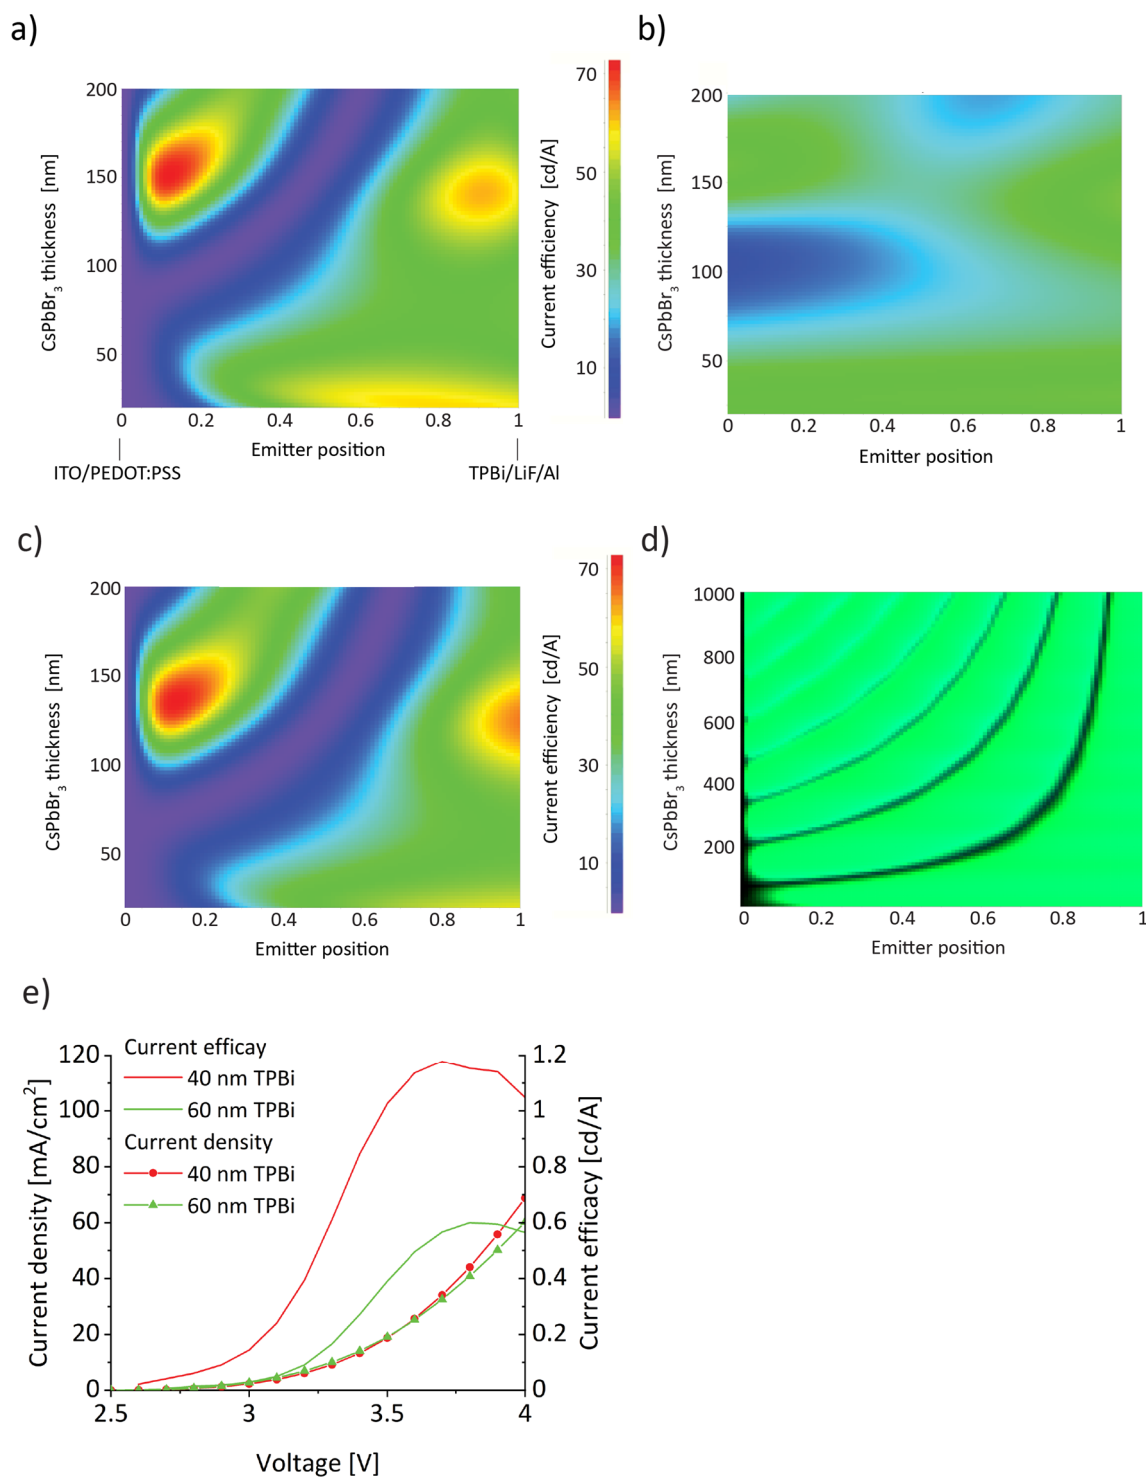 a)
200
150
100
50
CsPbBr3 thickness [nm]
0 0.2 0.4 0.6 0.8 1
Emitter position
ITO/PEDOT:PSS
TPBi/LiF/Al
70
50
30
10
Current efficiency [cd/A]
b)
200
150
100
50
CsPbBr3 thickness [nm]
0 0.2 0.4 0.6 0.8 1
Emitter position
c)
200
150
100
50
CsPbBr3 thickness [nm]
0 0.2 0.4 0.6 0.8 1
Emitter position
70
50
30
10
Current efficiency [cd/A]
d)
1000
800
600
400
200
CsPbBr3 thickness [nm]
0 0.2 0.4 0.6 0.8 1
Emitter position
e)
Current efficay
40 nm TPBi
60 nm TPBi
Current density
40 nm TPBi
60 nm TPBi
120
100
80
60
40
20
0
Current density [mA/cm2]
1.2
1
0.8
0.6
0.4
0.2
0
Current efficacy [cd/A]
2.5 3 3.5 4
Voltage [V]